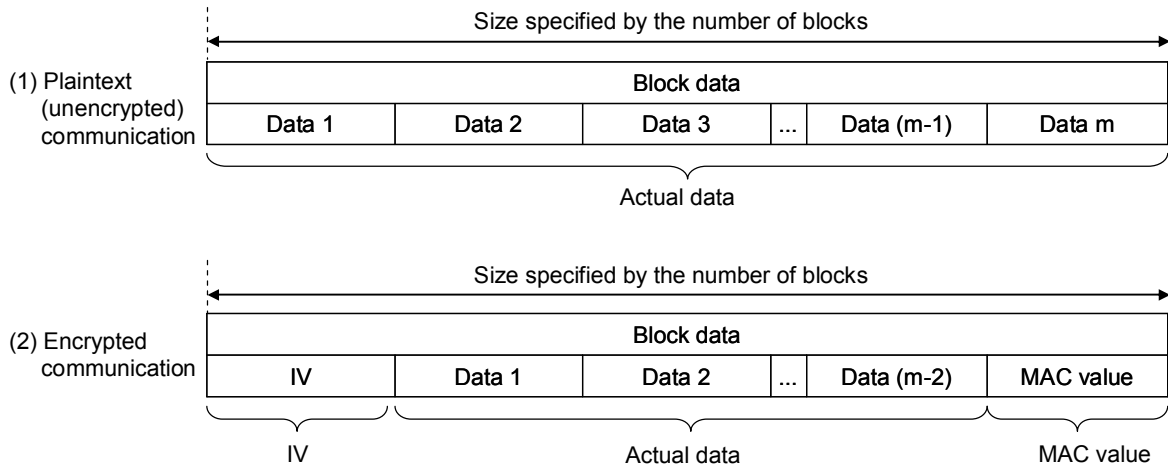 Size specified by the number of blocks
(1) Plaintext
(unencrypted)
communication
Block data
Data 1 Data 2 Data 3 ... Data (m-1) Data m
Actual data
Size specified by the number of blocks
(2) Encrypted
communication
Block data
IV Data 1 Data 2 ... Data (m-2) MAC value
IV Actual data MAC value